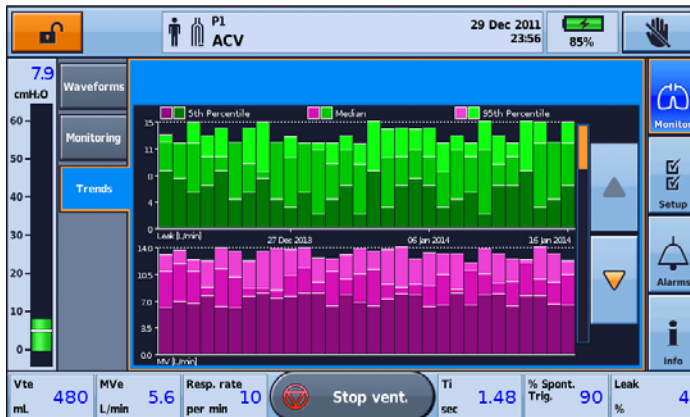 P1
ACV
29 Dec 2011
23:56
85%
7.9
cmH₂O
60
50
40
30
20
10
0
Waveforms
Monitoring
Trends
5th Percentile
Median
95th Percentile
15
11
8
4
0
Leak [L/min]
27 Dec 2013
06 Jan 2014
16 Jan 2014
14.0
10.5
7.0
3.5
0.0
MV [L/min]
Monitor
Setup
Alarms
Info
Vte
480
mL
MVe
5.6
L/min
Resp. rate
10
per min
Stop vent.
Ti
1.48
sec
% Spont.
Trig.
90
Leak
4
%